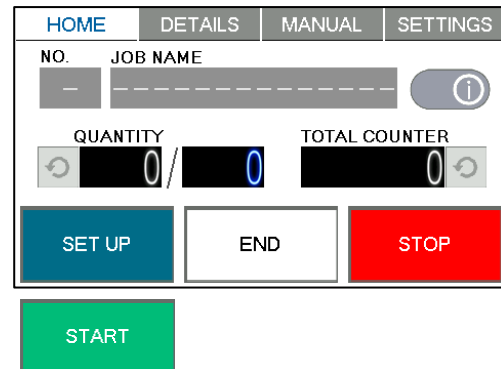 HOME DETAILS MANUAL SETTINGS
NO. JOB NAME
– – – – – – – – – – – – – – – –
QUANTITY TOTAL COUNTER
0 / 0 0
SET UP END STOP
START